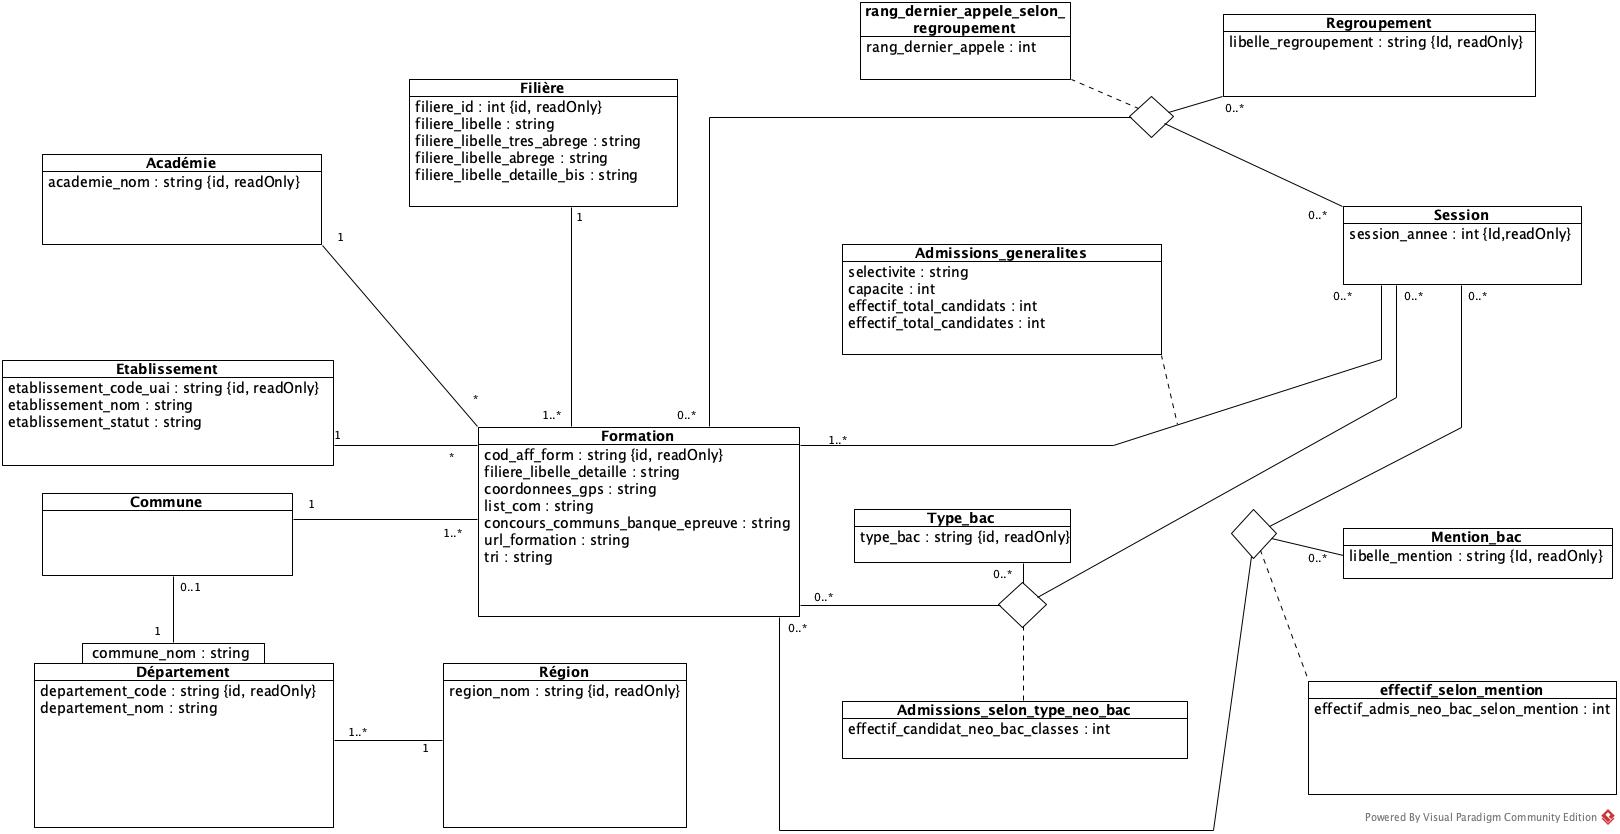 rang_dernier_appele_selon_
regroupement
rang_dernier_appele : int
Regroupement
libelle_regroupement : string {Id, readOnly}
0..*
Filière
filiere_id : int {id, readOnly}
filiere_libelle : string
filiere_libelle_tres_abrege : string
filiere_libelle_abrege : string
filiere_libelle_detaille_bis : string
1
1..*
Académie
academie_nom : string {id, readOnly}
1
*
0..*
0..*
Session
session_annee : int {Id,readOnly}
0..*
0..*
0..*
Admissions_generalites
selectivite : string
capacite : int
effectif_total_candidats : int
effectif_total_candidates : int
Etablissement
etablissement_code_uai : string {id, readOnly}
etablissement_nom : string
etablissement_statut : string
1
*
Formation
cod_aff_form : string {id, readOnly}
filiere_libelle_detaille : string
coordonnees_gps : string
list_com : string
concours_communs_banque_epreuve : string
url_formation : string
tri : string
1..*
Commune
1
1..*
0..1
1
Type_bac
type_bac : string {id, readOnly}
0..*
0..*
0..*
Mention_bac
libelle_mention : string {Id, readOnly}
0..*
commune_nom : string
Département
departement_code : string {id, readOnly}
departement_nom : string
1..*
1
Région
region_nom : string {id, readOnly}
Admissions_selon_type_neo_bac
effectif_candidat_neo_bac_classes : int
effectif_selon_mention
effectif_admis_neo_bac_selon_mention : int
Powered By Visual Paradigm Community Edition